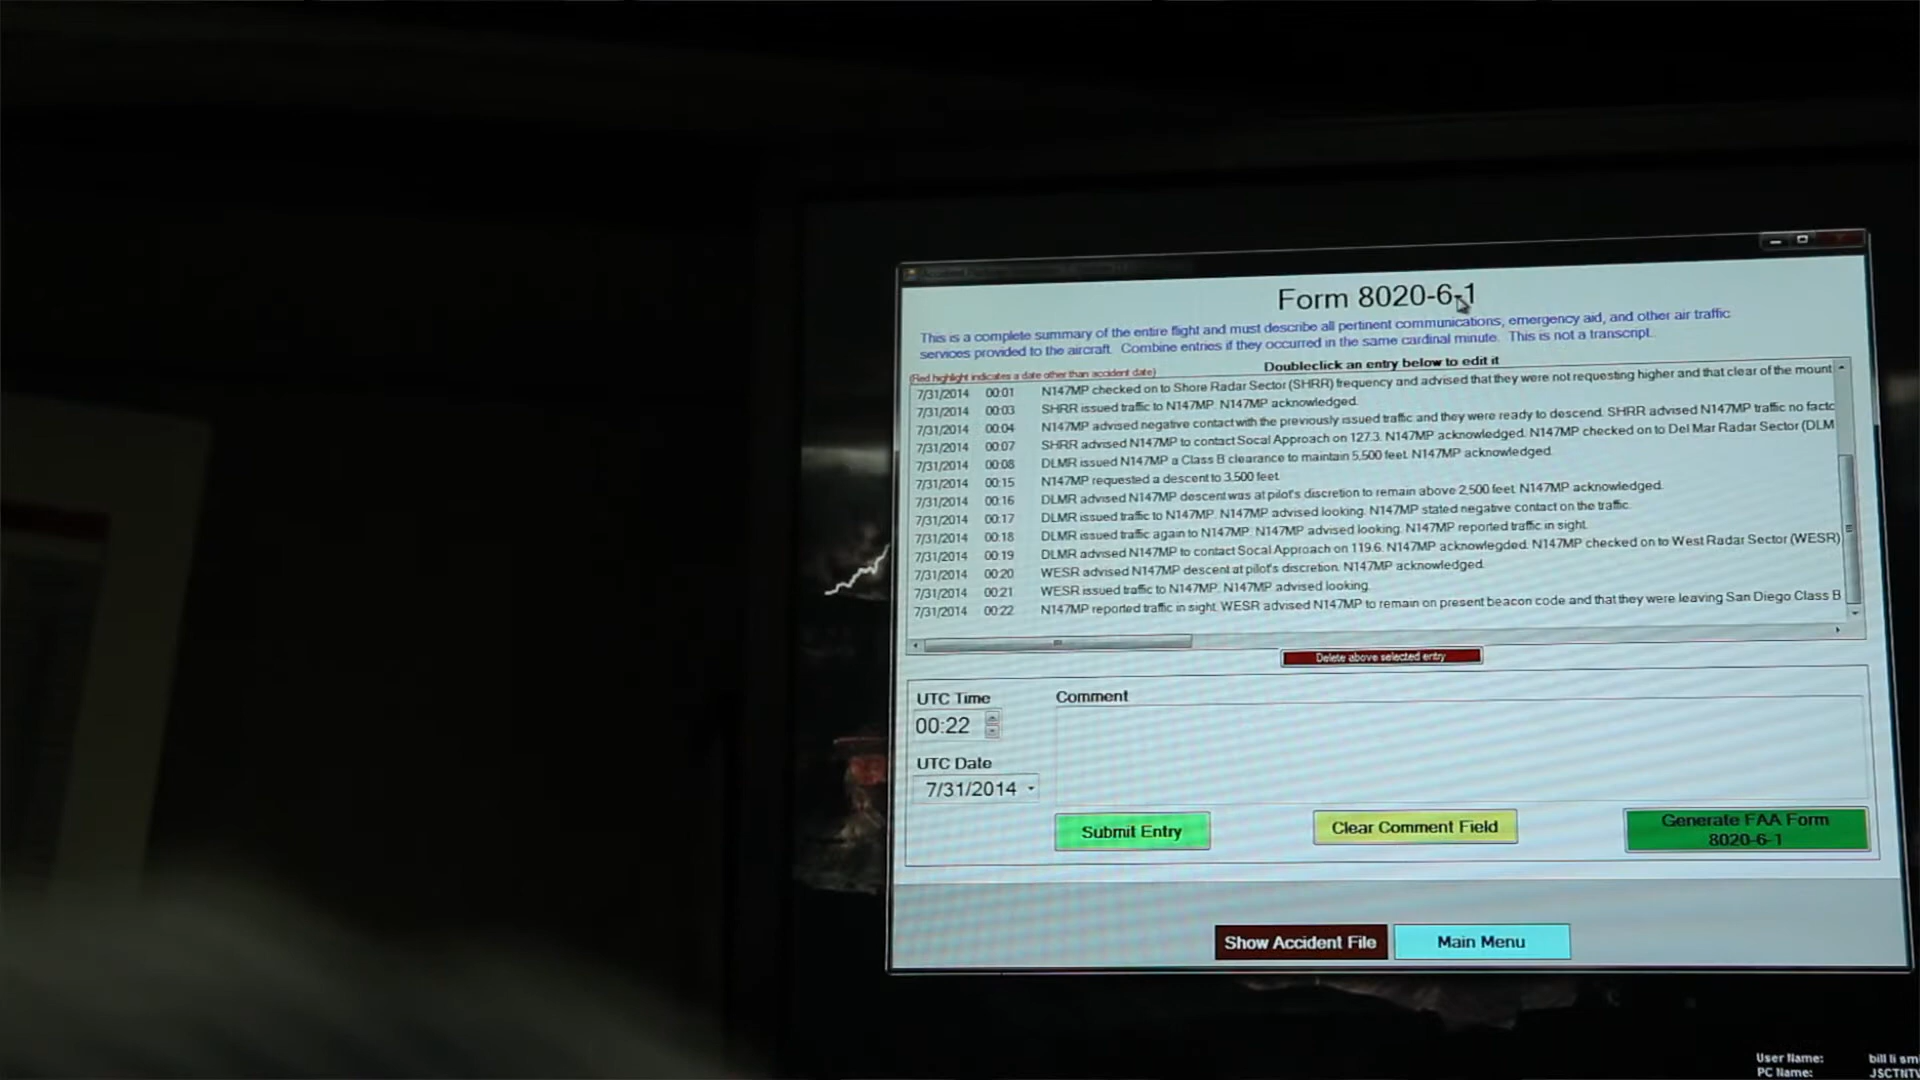 Form 8020-6-1
This is a complete summary of the entire flight and must describe all pertinent communications, emergency aid, and other air traffic
services provided to the aircraft. Combine entries if they occurred in the same cardinal minute. This is not a transcript.
Doubleclick an entry below to edit it
(Red highlight indicates a date other than accident date)
7/31/2014 00:01 N147MP checked on to Shore Radar Sector (SHRR) frequency and advised that they were not requesting higher and that clear of the mount
7/31/2014 00:03 SHRR issued traffic to N147MP. N147MP acknowledged.
7/31/2014 00:04 N147MP advised negative contact with the previously issued traffic and they were ready to descend. SHRR advised N147MP traffic no factc
7/31/2014 00:07 SHRR advised N147MP to contact Socal Approach on 127.3. N147MP acknowledged. N147MP checked on to Del Mar Radar Sector (DLM
7/31/2014 00:08 DLMR issued N147MP a Class B clearance to maintain 5,500 feet. N147MP acknowledged.
7/31/2014 00:15 N147MP requested a descent to 3,500 feet.
7/31/2014 00:16 DLMR advised N147MP descent was at pilot's discretion to remain above 2,500 feet. N147MP acknowledged.
7/31/2014 00:17 DLMR issued traffic to N147MP. N147MP advised looking. N147MP stated negative contact on the traffic.
7/31/2014 00:18 DLMR issued traffic again to N147MP. N147MP advised looking. N147MP reported traffic in sight.
7/31/2014 00:19 DLMR advised N147MP to contact Socal Approach on 119.6. N147MP acknowlegded. N147MP checked on to West Radar Sector (WESR)
7/31/2014 00:20 WESR advised N147MP descent at pilot's discretion. N147MP acknowledged.
7/31/2014 00:21 WESR issued traffic to N147MP. N147MP advised looking.
7/31/2014 00:22 N147MP reported traffic in sight. WESR advised N147MP to remain on present beacon code and that they were leaving San Diego Class B
Delete above selected entry
UTC Time Comment
00:22
UTC Date
7/31/2014
Submit Entry Clear Comment Field Generate FAA Form
8020-6-1
Show Accident File Main Menu
User Name: bill li sm
PC Name: JSCTNTV